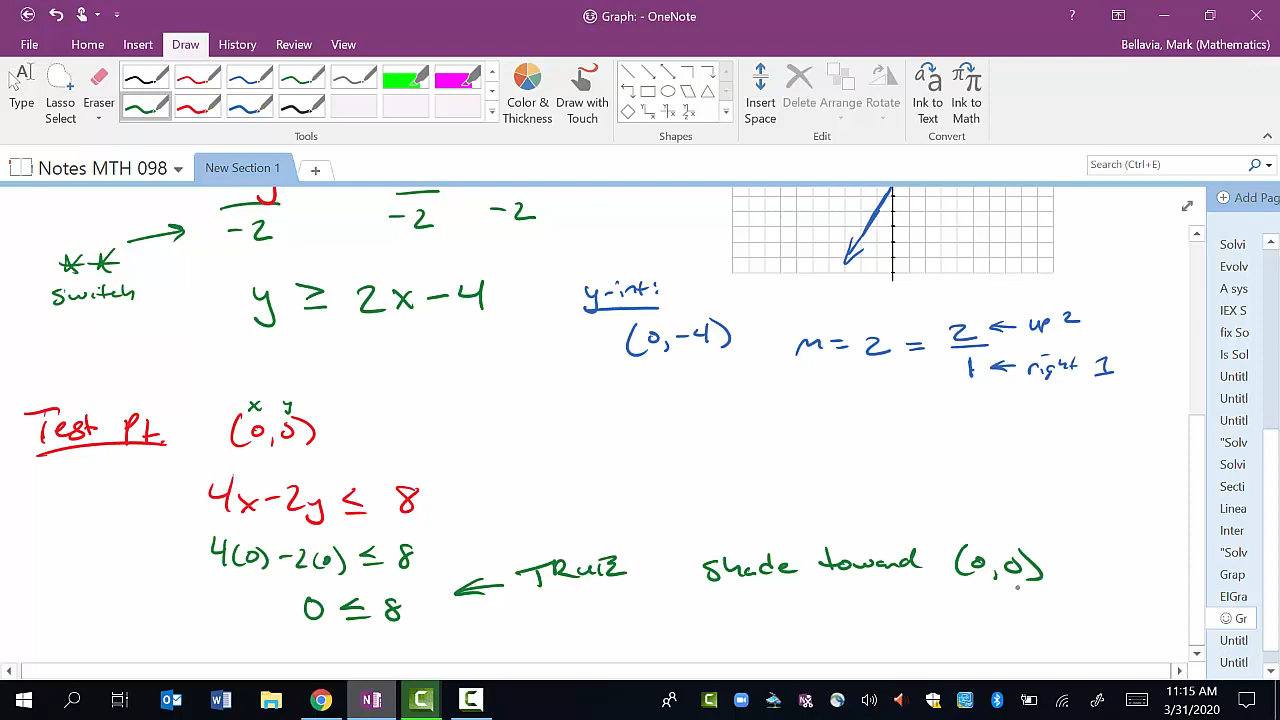 Graph: - OneNote
?
File Home Insert Draw History Review View
Bellavia, Mark (Mathematics)
Type Lasso Select Eraser
Color & Thickness Draw with Touch
Insert Space Delete Arrange Rotate
Ink to Text Ink to Math
Tools Shapes Edit Convert
Notes MTH 098
New Section 1
Search (Ctrl+E)
Add Pag
-2 -2 -2
** switch
y ≥ 2x-4
y-int:
(0,-4)
m = 2 = 2/1
← up 2
← right 1
Test Pt.
x y
(0,0)
4x-2y ≤ 8
4(0)-2(0) ≤ 8
0 ≤ 8
← TRUE shade toward (0,0)
Solvi
Evolv
A sys
IEX S
fix So
Is Sol
Untitl
Untitl
Untitl
"Solv
Solvi
Secti
Linea
Inter
"Solv
Grap
ElGra
Gr
Untitl
Untitl
11:15 AM
3/31/2020